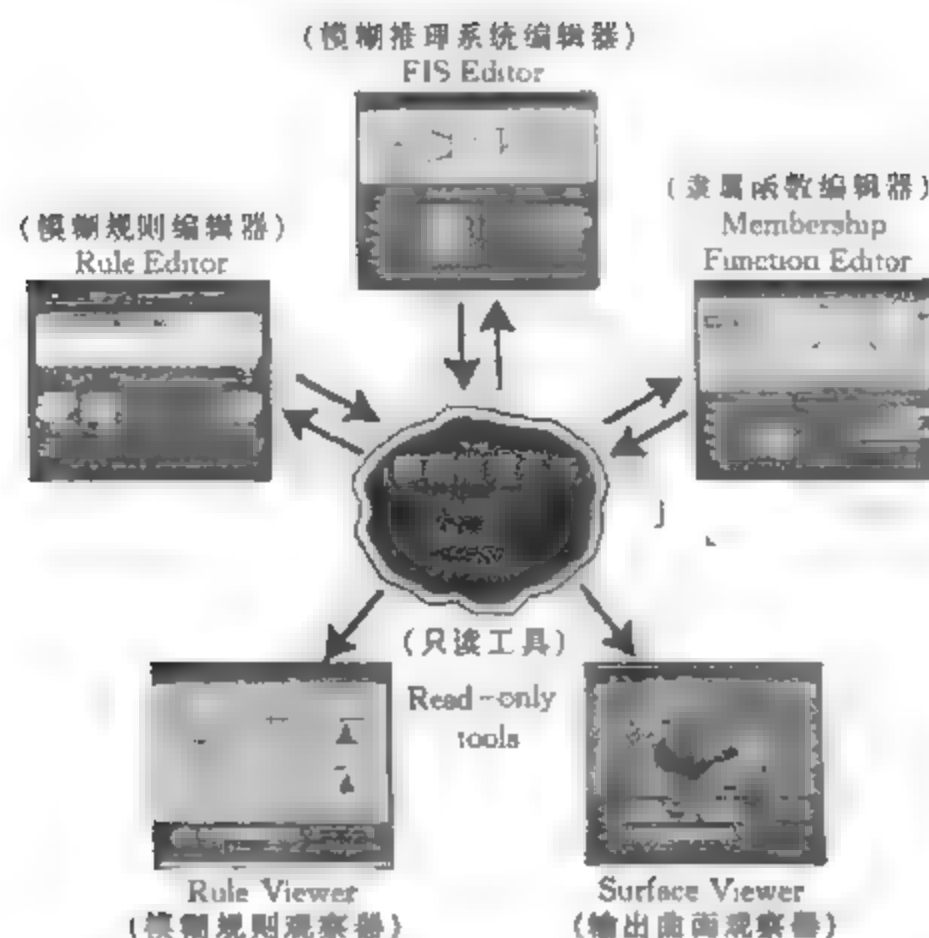 (模糊推理系统编辑器)
FIS Editor
(隶属函数编辑器)
Membership
Function Editor
(模糊规则编辑器)
Rule Editor
(只读工具)
Read-only
tools
Rule Viewer
(模糊规则观察器)
Surface Viewer
(输出曲面观察器)